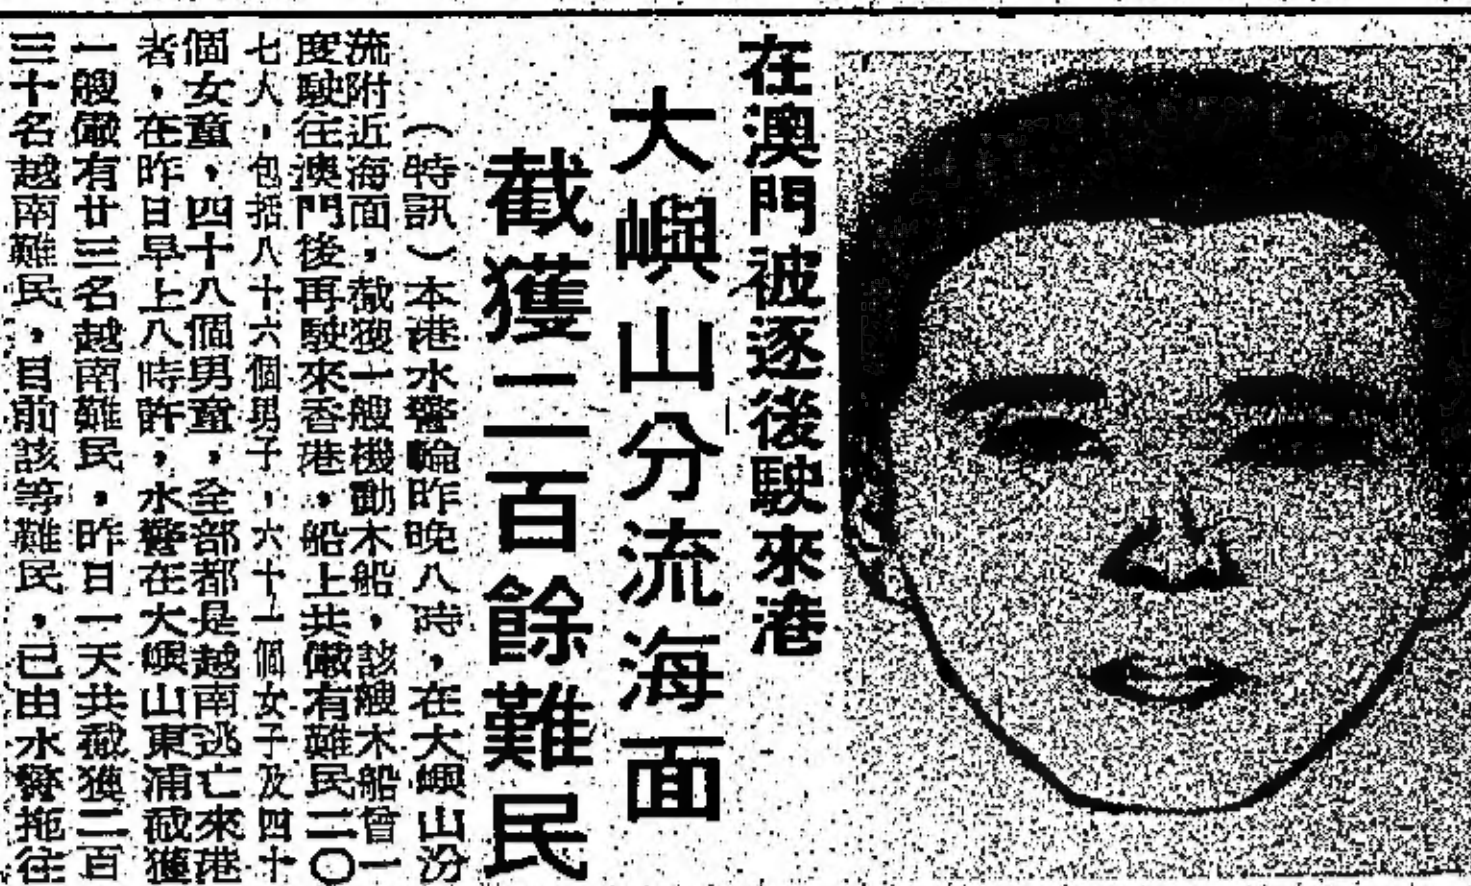 在澳門被逐後駛來港
大嶼山分流海面
截獲二百餘難民
（特訊）本港水警輪昨晚八時，在大嶼山汾
流附近海面，截獲一艘機動木船，該艘木船曾一
度駛往澳門後再駛來香港，船上共儎有難民二〇
七人，包括八十六個男子，六十一個女子及四十
個女童，四十八個男童，全部都是越南逃亡來港
者，在昨日早上八時許，水警在大嶼山東浦截獲
一艘儎有廿三名越南難民，昨日一天共截獲二百
三十名越南難民，目前該等難民，已由水警拖往